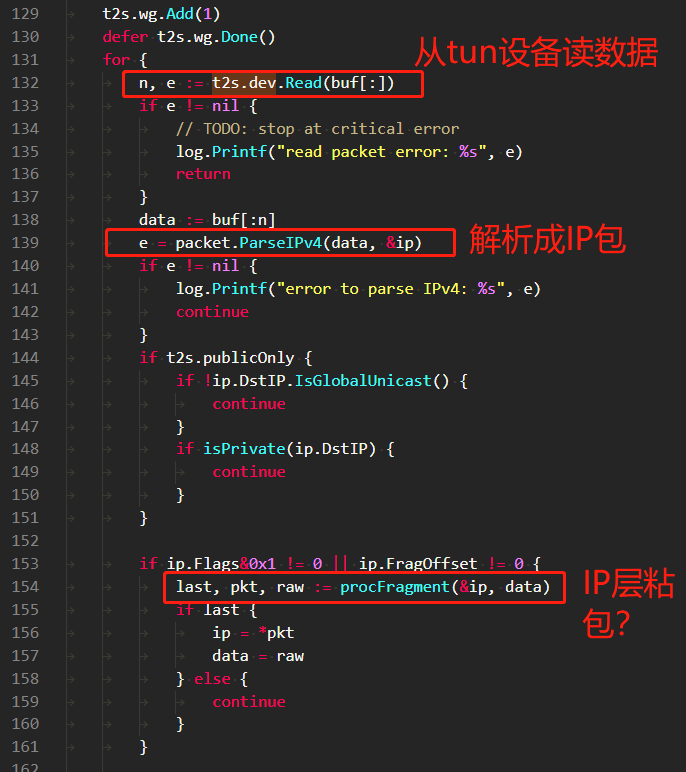 129 t2s.wg.Add(1)
130 defer t2s.wg.Done()
131 for {
从tun设备读数据
132 n, e := t2s.dev.Read(buf[:])
133 if e != nil {
134 // TODO: stop at critical error
135 log.Printf("read packet error: %s", e)
136 return
137 }
138 data := buf[:n]
139 e = packet.ParseIPv4(data, &ip)
解析成IP包
140 if e != nil {
141 log.Printf("error to parse IPv4: %s", e)
142 continue
143 }
144 if t2s.publicOnly {
145 if !ip.DstIP.IsGlobalUnicast() {
146 continue
147 }
148 if isPrivate(ip.DstIP) {
149 continue
150 }
151 }
152
153 if ip.Flags&0x1 != 0 || ip.FragOffset != 0 {
154 last, pkt, raw := procFragment(&ip, data)
IP层粘
包?
155 if last {
156 ip = *pkt
157 data = raw
158 } else {
159 continue
160 }
161 }
162